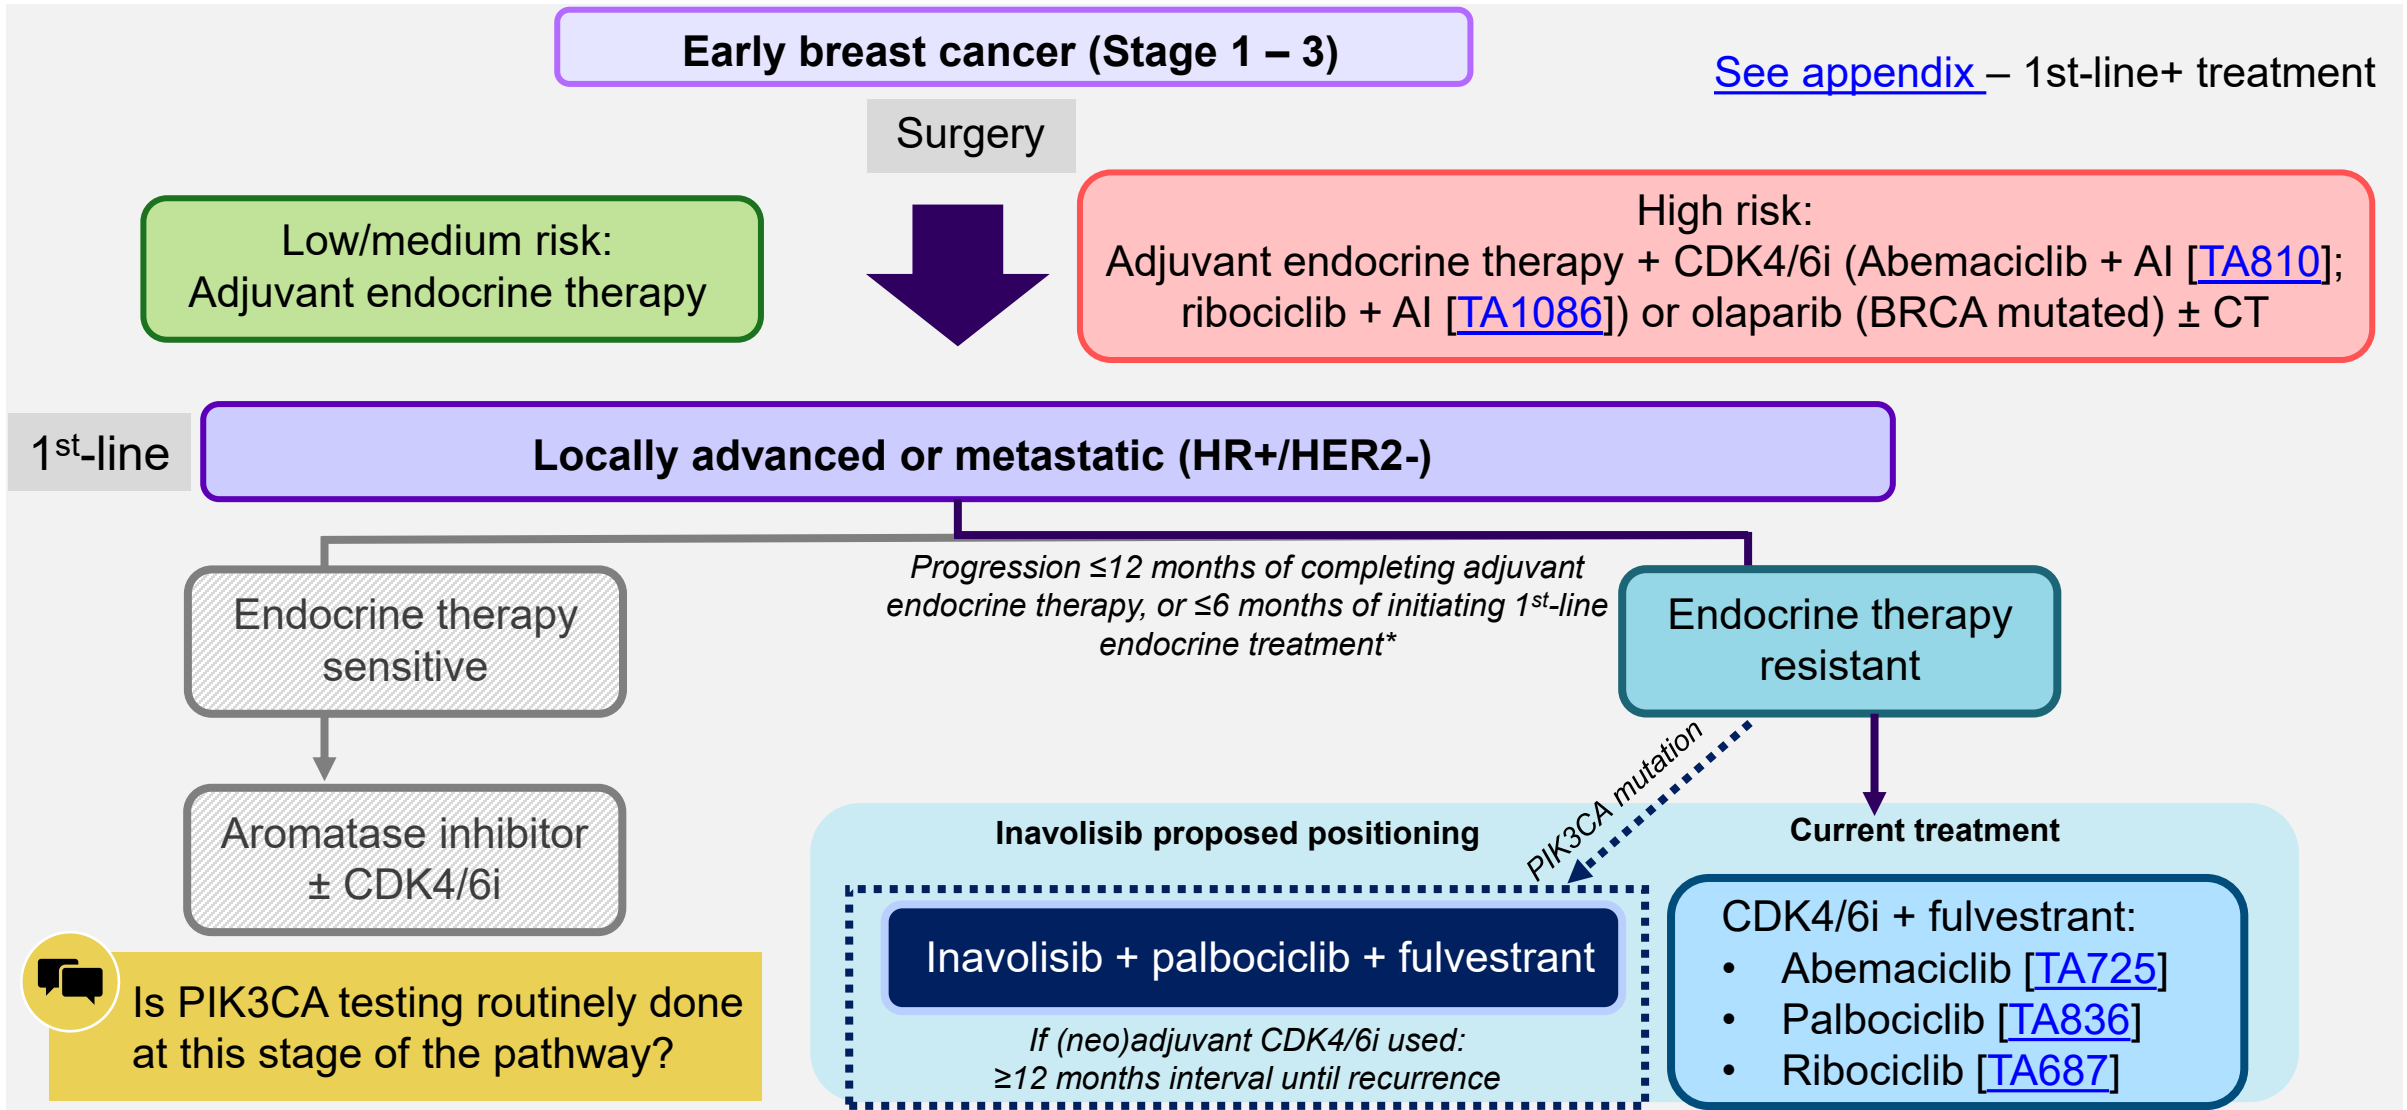 Early breast cancer (Stage 1 – 3)
See appendix – 1st-line+ treatment
Surgery
Low/medium risk:
Adjuvant endocrine therapy
High risk:
Adjuvant endocrine therapy + CDK4/6i (Abemaciclib + AI [TA810];
ribociclib + AI [TA1086]) or olaparib (BRCA mutated) ± CT
1st-line
Locally advanced or metastatic (HR+/HER2-)
Progression ≤12 months of completing adjuvant
endocrine therapy, or ≤6 months of initiating 1st-line
endocrine treatment*
Endocrine therapy
sensitive
Endocrine therapy
resistant
Aromatase inhibitor
± CDK4/6i
PIK3CA mutation
Inavolisib proposed positioning
Inavolisib + palbociclib + fulvestrant
If (neo)adjuvant CDK4/6i used:
≥12 months interval until recurrence
Current treatment
CDK4/6i + fulvestrant:
• Abemaciclib [TA725]
• Palbociclib [TA836]
• Ribociclib [TA687]
Is PIK3CA testing routinely done
at this stage of the pathway?